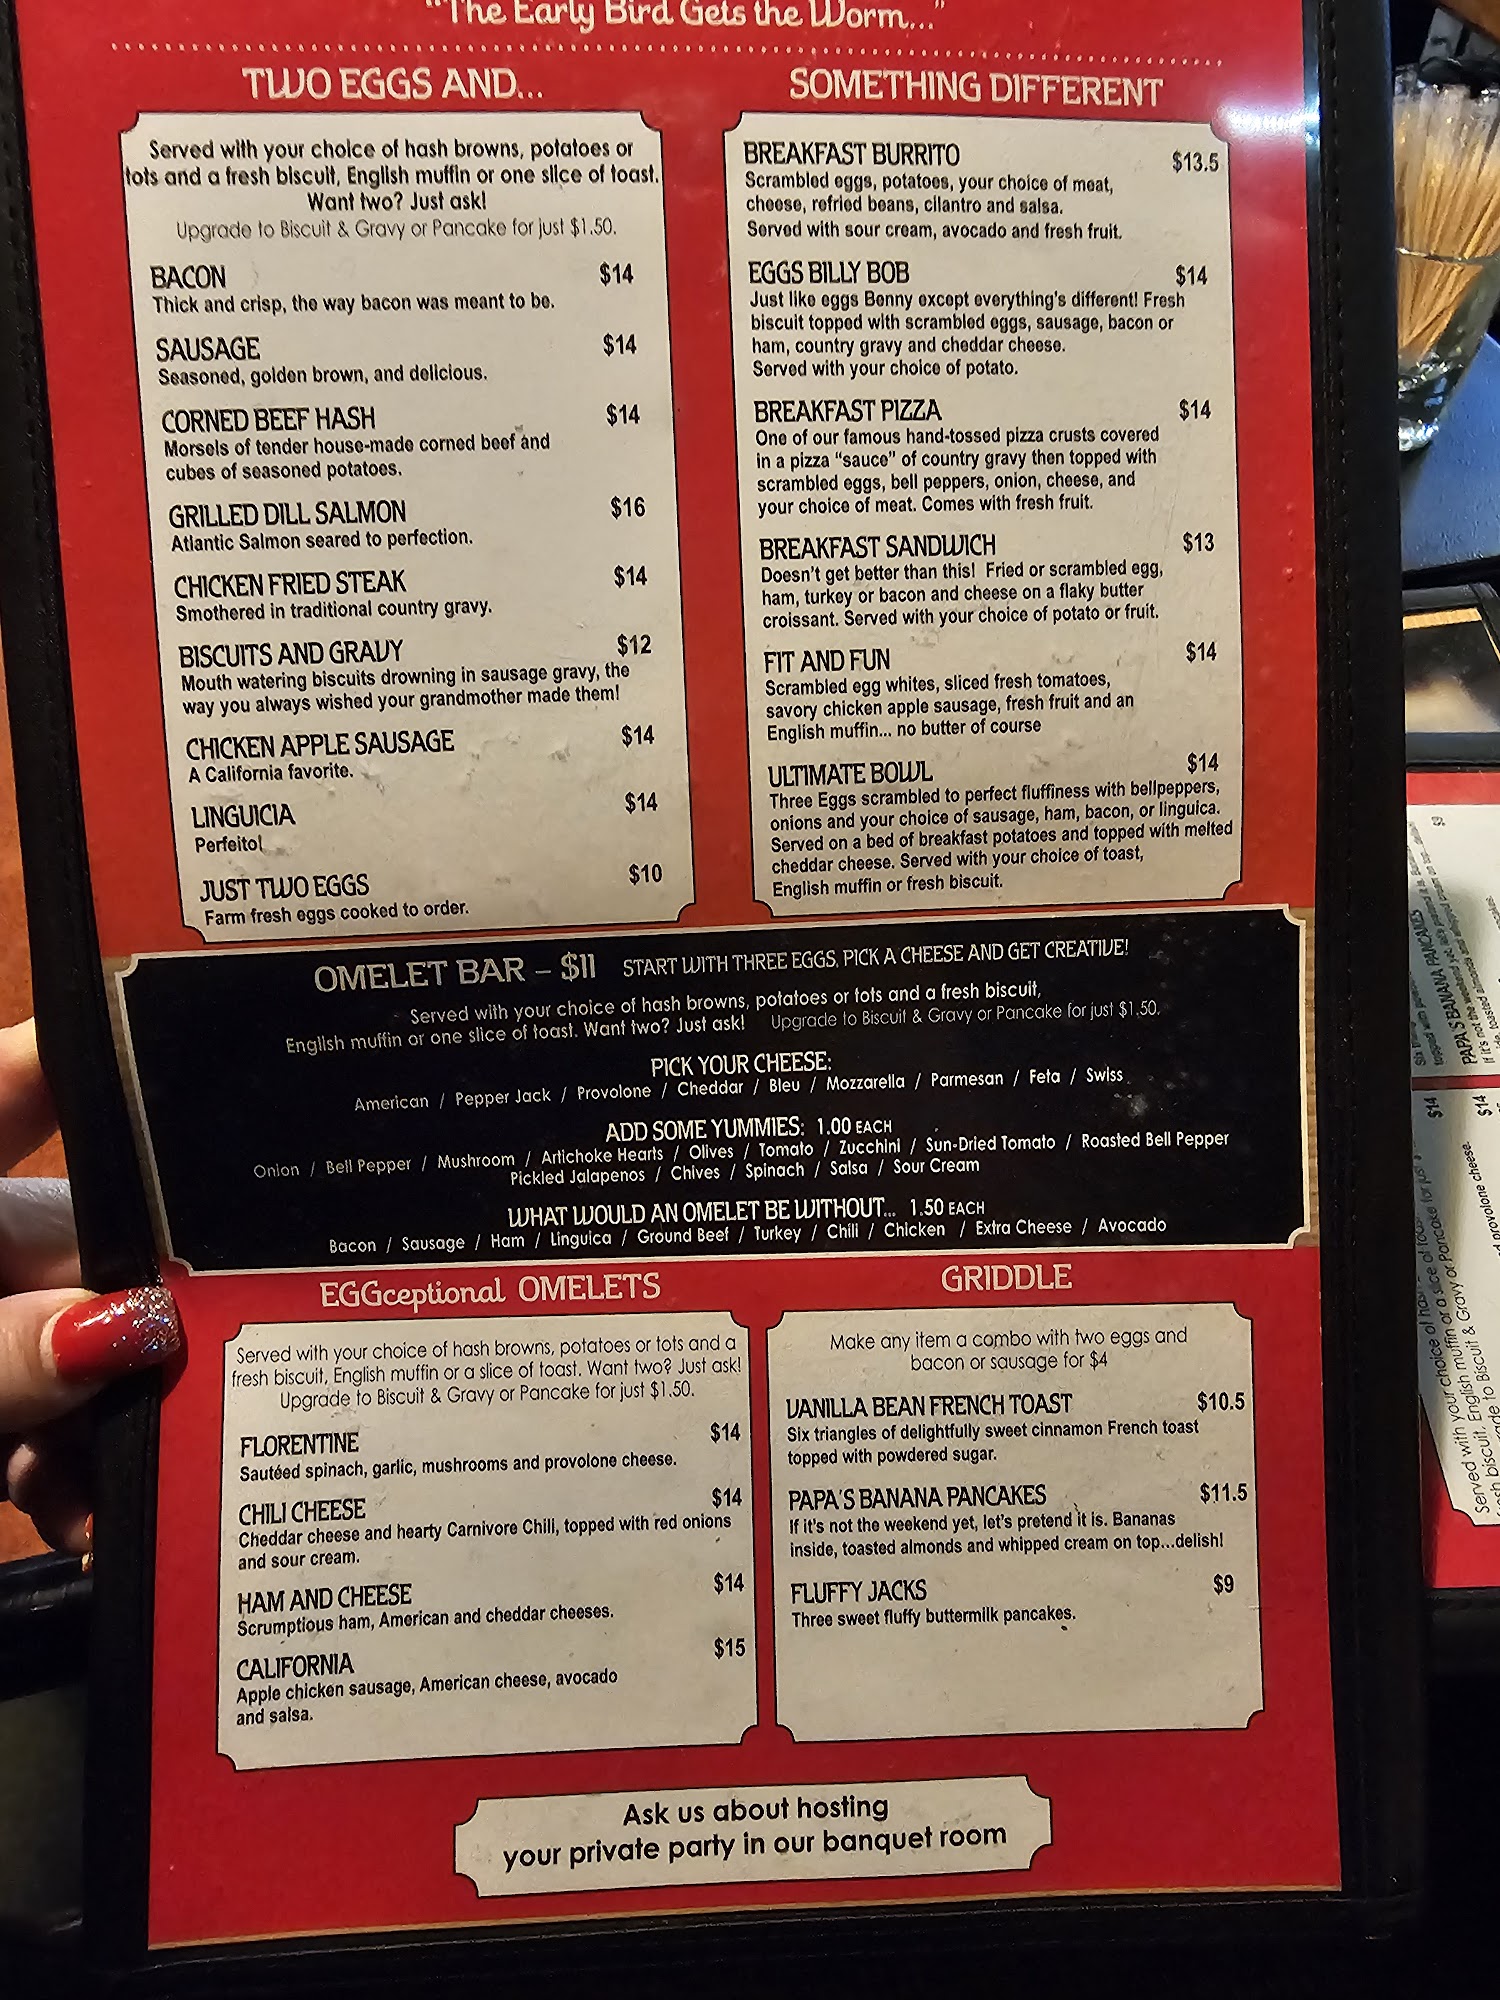 "The Early Bird Gets the Worm..."
TWO EGGS AND...
Served with your choice of hash browns, potatoes or
tots and a fresh biscuit, English muffin or one slice of toast.
Want two? Just ask!
Upgrade to Biscuit & Gravy or Pancake for just $1.50.
BACON $14
Thick and crisp, the way bacon was meant to be.
SAUSAGE $14
Seasoned, golden brown, and delicious.
CORNED BEEF HASH $14
Morsels of tender house-made corned beef and
cubes of seasoned potatoes.
GRILLED DILL SALMON $16
Atlantic Salmon seared to perfection.
CHICKEN FRIED STEAK $14
Smothered in traditional country gravy.
BISCUITS AND GRAVY $12
Mouth watering biscuits drowning in sausage gravy, the
way you always wished your grandmother made them!
CHICKEN APPLE SAUSAGE $14
A California favorite.
LINGUICIA $14
Perfeito!
JUST TWO EGGS $10
Farm fresh eggs cooked to order.
SOMETHING DIFFERENT
BREAKFAST BURRITO $13.5
Scrambled eggs, potatoes, your choice of meat,
cheese, refried beans, cilantro and salsa.
Served with sour cream, avocado and fresh fruit.
EGGS BILLY BOB $14
Just like eggs Benny except everything's different! Fresh
biscuit topped with scrambled eggs, sausage, bacon or
ham, country gravy and cheddar cheese.
Served with your choice of potato.
BREAKFAST PIZZA $14
One of our famous hand-tossed pizza crusts covered
in a pizza "sauce" of country gravy then topped with
scrambled eggs, bell peppers, onion, cheese, and
your choice of meat. Comes with fresh fruit.
BREAKFAST SANDWICH $13
Doesn't get better than this! Fried or scrambled egg,
ham, turkey or bacon and cheese on a flaky butter
croissant. Served with your choice of potato or fruit.
FIT AND FUN $14
Scrambled egg whites, sliced fresh tomatoes,
savory chicken apple sausage, fresh fruit and an
English muffin... no butter of course
ULTIMATE BOWL $14
Three Eggs scrambled to perfect fluffiness with bellpeppers,
onions and your choice of sausage, ham, bacon, or linguica.
Served on a bed of breakfast potatoes and topped with melted
cheddar cheese. Served with your choice of toast,
English muffin or fresh biscuit.
OMELET BAR – $11 START WITH THREE EGGS, PICK A CHEESE AND GET CREATIVE!
Served with your choice of hash browns, potatoes or tots and a fresh biscuit,
English muffin or one slice of toast. Want two? Just ask! Upgrade to Biscuit & Gravy or Pancake for just $1.50.
PICK YOUR CHEESE:
American / Pepper Jack / Provolone / Cheddar / Bleu / Mozzarella / Parmesan / Feta / Swiss
ADD SOME YUMMIES: 1.00 EACH
Onion / Bell Pepper / Mushroom / Artichoke Hearts / Olives / Tomato / Zucchini / Sun-Dried Tomato / Roasted Bell Pepper
Pickled Jalapenos / Chives / Spinach / Salsa / Sour Cream
WHAT WOULD AN OMELET BE WITHOUT... 1.50 EACH
Bacon / Sausage / Ham / Linguica / Ground Beef / Turkey / Chili / Chicken / Extra Cheese / Avocado
EGGceptional OMELETS
Served with your choice of hash browns, potatoes or tots and a
fresh biscuit, English muffin or a slice of toast. Want two? Just ask!
Upgrade to Biscuit & Gravy or Pancake for just $1.50.
FLORENTINE $14
Sautéed spinach, garlic, mushrooms and provolone cheese.
CHILI CHEESE $14
Cheddar cheese and hearty Carnivore Chili, topped with red onions
and sour cream.
HAM AND CHEESE $14
Scrumptious ham, American and cheddar cheeses.
CALIFORNIA $15
Apple chicken sausage, American cheese, avocado
and salsa.
GRIDDLE
Make any item a combo with two eggs and
bacon or sausage for $4
VANILLA BEAN FRENCH TOAST $10.5
Six triangles of delightfully sweet cinnamon French toast
topped with powdered sugar.
PAPA'S BANANA PANCAKES $11.5
If it's not the weekend yet, let's pretend it is. Bananas
inside, toasted almonds and whipped cream on top...delish!
FLUFFY JACKS $9
Three sweet fluffy buttermilk pancakes.
Ask us about hosting
your private party in our banquet room
PAPA'S BANANA PANCAKES
$9
$14
$14
provolone cheese.
Served with your choice of
biscuit, English muffin or a slice of
to Biscuit & Gravy or Pancake for